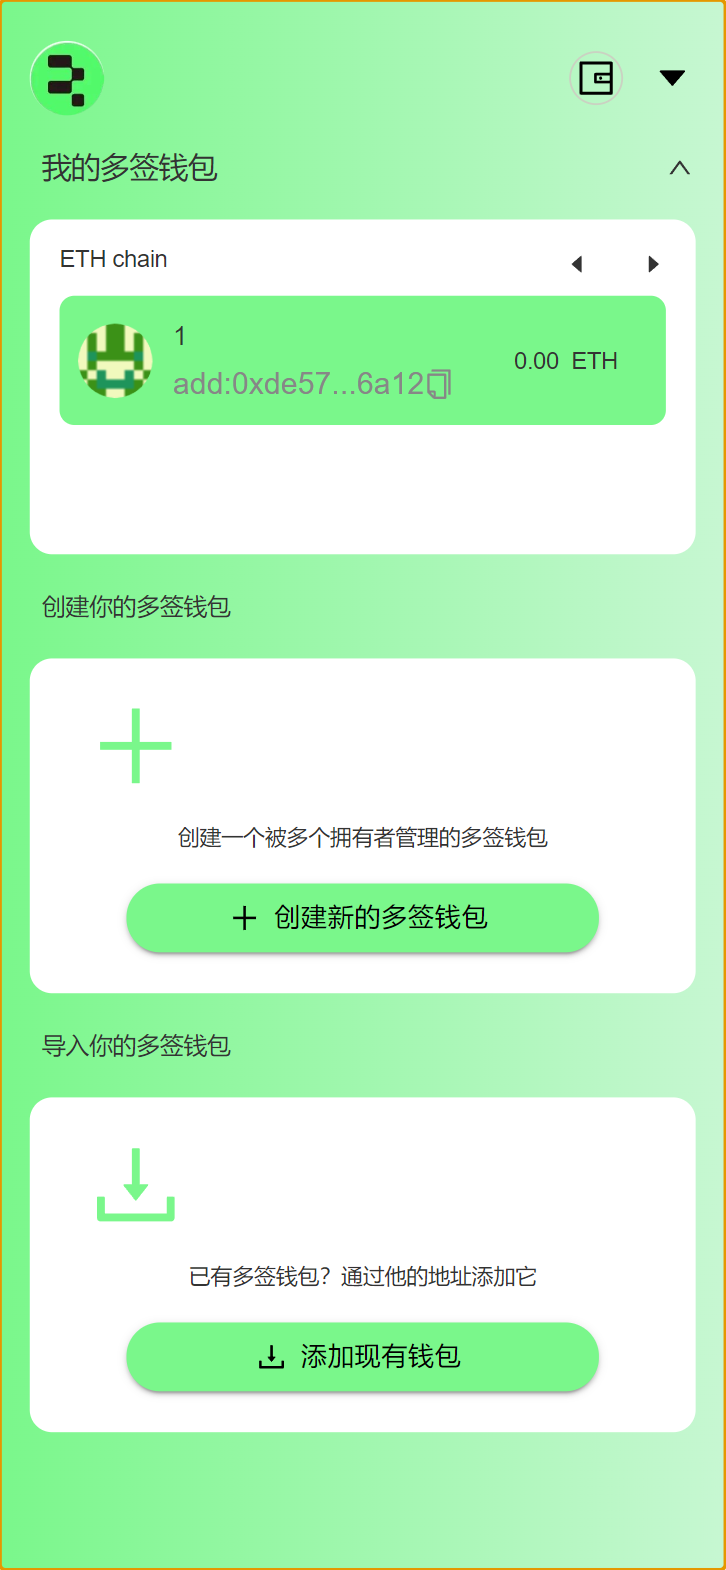 我的多签钱包
ETH chain
1
add:0xde57...6a12
0.00 ETH
创建你的多签钱包
创建一个被多个拥有者管理的多签钱包
创建新的多签钱包
导入你的多签钱包
已有多签钱包？通过他的地址添加它
添加现有钱包